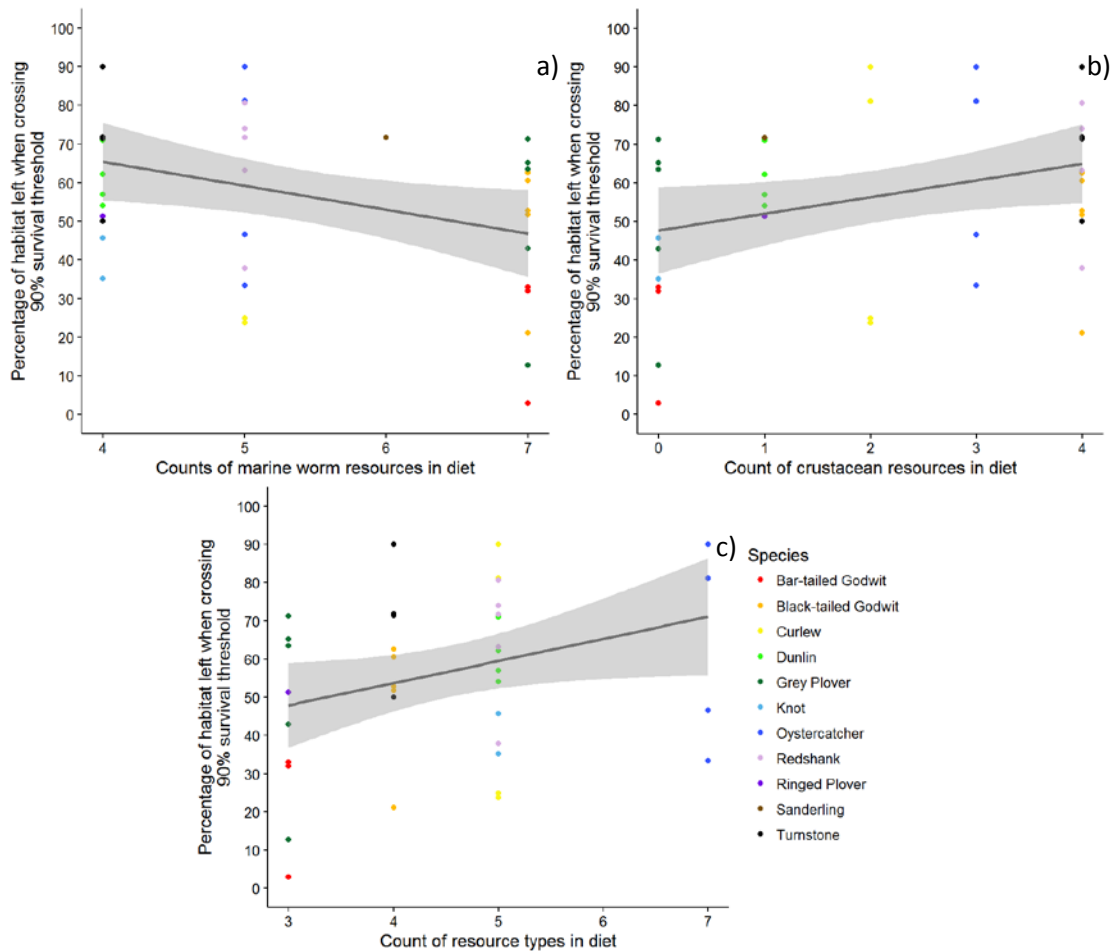 a)
Percentage of habitat left when crossing
90% survival threshold
100
90
80
70
60
50
40
30
20
10
0
4
5
6
7
Counts of marine worm resources in diet
b)
Percentage of habitat left when crossing
90% survival threshold
100
90
80
70
60
50
40
30
20
10
0
0
1
2
3
4
Count of crustacean resources in diet
c)
Percentage of habitat left when crossing
90% survival threshold
100
90
80
70
60
50
40
30
20
10
0
3
4
5
6
7
Count of resource types in diet
Species
Bar-tailed Godwit
Black-tailed Godwit
Curlew
Dunlin
Grey Plover
Knot
Oystercatcher
Redshank
Ringed Plover
Sanderling
Turnstone